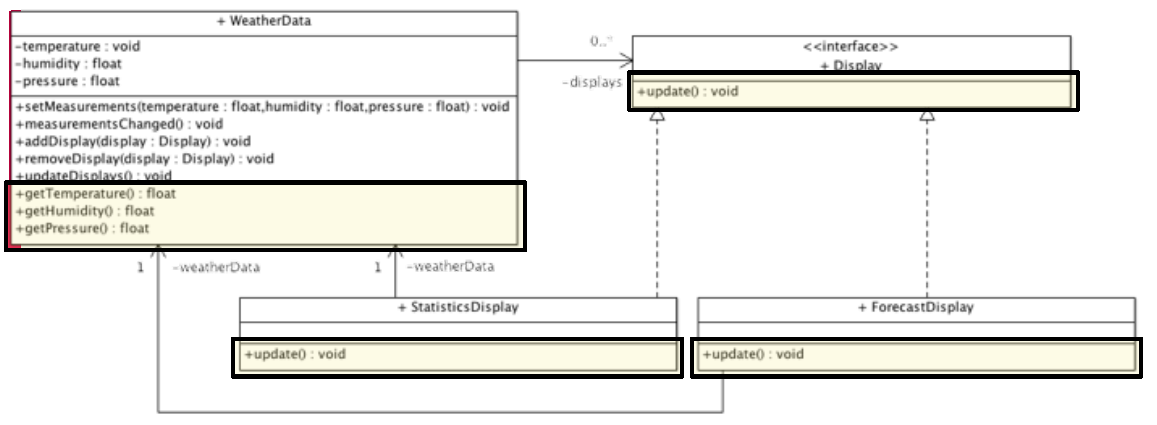 + WeatherData
-temperature : void
-humidity : float
-pressure : float
+setMeasurements(temperature : float,humidity : float,pressure : float) : void
+measurementsChanged() : void
+addDisplay(display : Display) : void
+removeDisplay(display : Display) : void
+updateDisplays() : void
+getTemperature() : float
+getHumidity() : float
+getPressure() : float
0..*
-displays
<<interface>>
+ Display
+update() : void
1
-weatherData
1
-weatherData
+ StatisticsDisplay
+update() : void
+ ForecastDisplay
+update() : void